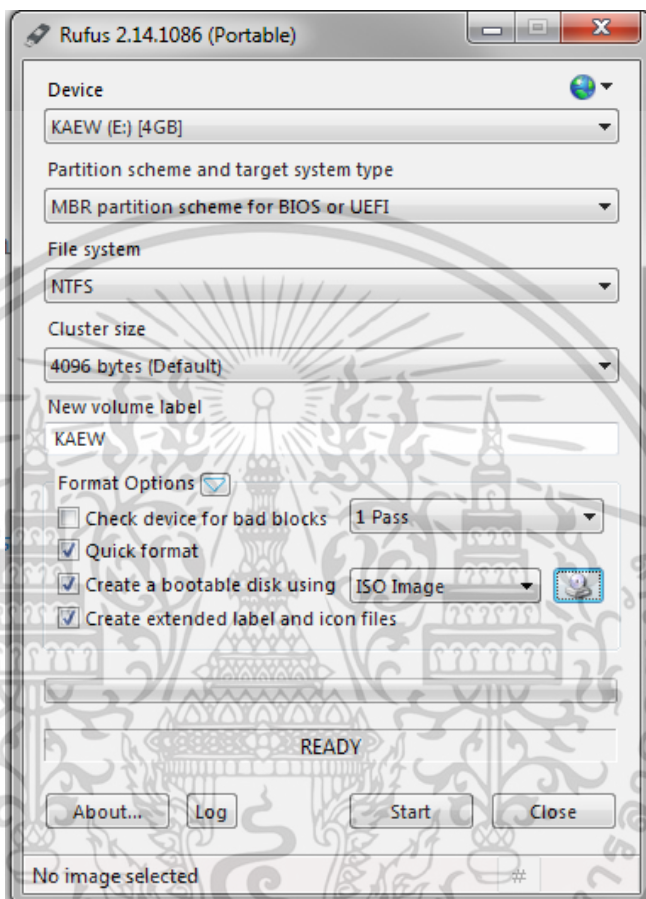 Rufus 2.14.1086 (Portable)
Device
KAEW (E:) [4GB]
Partition scheme and target system type
MBR partition scheme for BIOS or UEFI
File system
NTFS
Cluster size
4096 bytes (Default)
New volume label
KAEW
Format Options
Check device for bad blocks 1 Pass
Quick format
Create a bootable disk using ISO Image
Create extended label and icon files
READY
About... Log Start Close
No image selected #